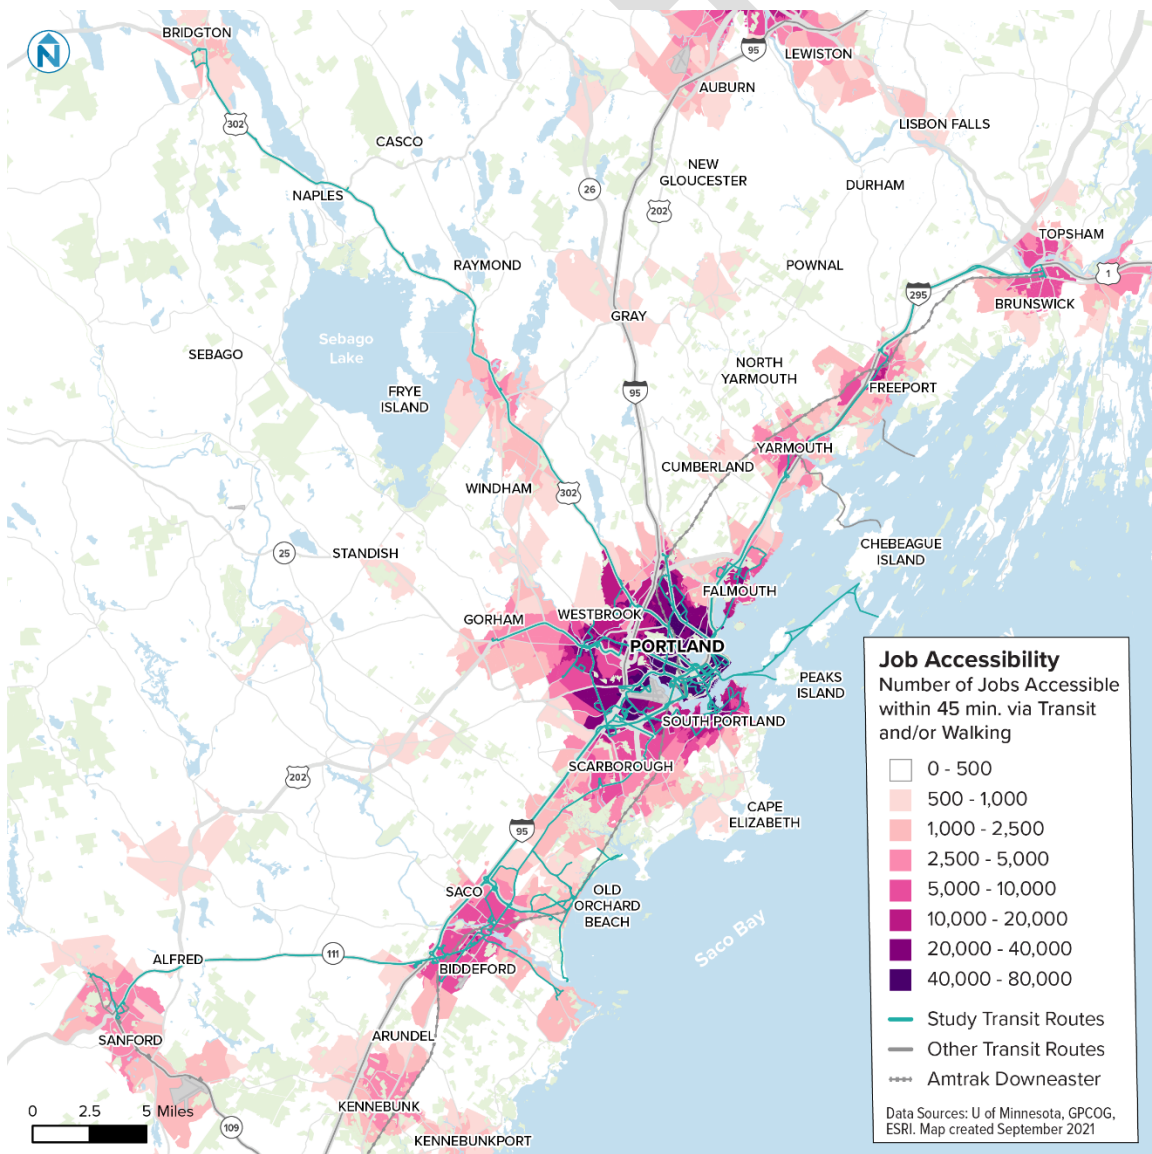 BRIDGTON
N
95
LEWISTON
AUBURN
302
LISBON FALLS
CASCO
NEW
GLOUCESTER
DURHAM
26
NAPLES
202
TOPSHAM
RAYMOND
POWNAL
1
295
BRUNSWICK
GRAY
Sebago
Lake
SEBAGO
NORTH
YARMOUTH
FREEPORT
FRYE
ISLAND
95
YARMOUTH
CUMBERLAND
WINDHAM
302
CHEBEAGUE
ISLAND
25
STANDISH
FALMOUTH
GORHAM
WESTBROOK
PORTLAND
PEAKS
ISLAND
SOUTH PORTLAND
SCARBOROUGH
202
CAPE
ELIZABETH
95
SACO
OLD
ORCHARD
BEACH
Saco Bay
ALFRED
111
BIDDEFORD
SANFORD
ARUNDEL
KENNEBUNK
109
KENNEBUNKPORT
0 2.5 5 Miles
Job Accessibility
Number of Jobs Accessible
within 45 min. via Transit
and/or Walking
0 - 500
500 - 1,000
1,000 - 2,500
2,500 - 5,000
5,000 - 10,000
10,000 - 20,000
20,000 - 40,000
40,000 - 80,000
Study Transit Routes
Other Transit Routes
Amtrak Downeaster
Data Sources: U of Minnesota, GPCOG,
ESRI. Map created September 2021